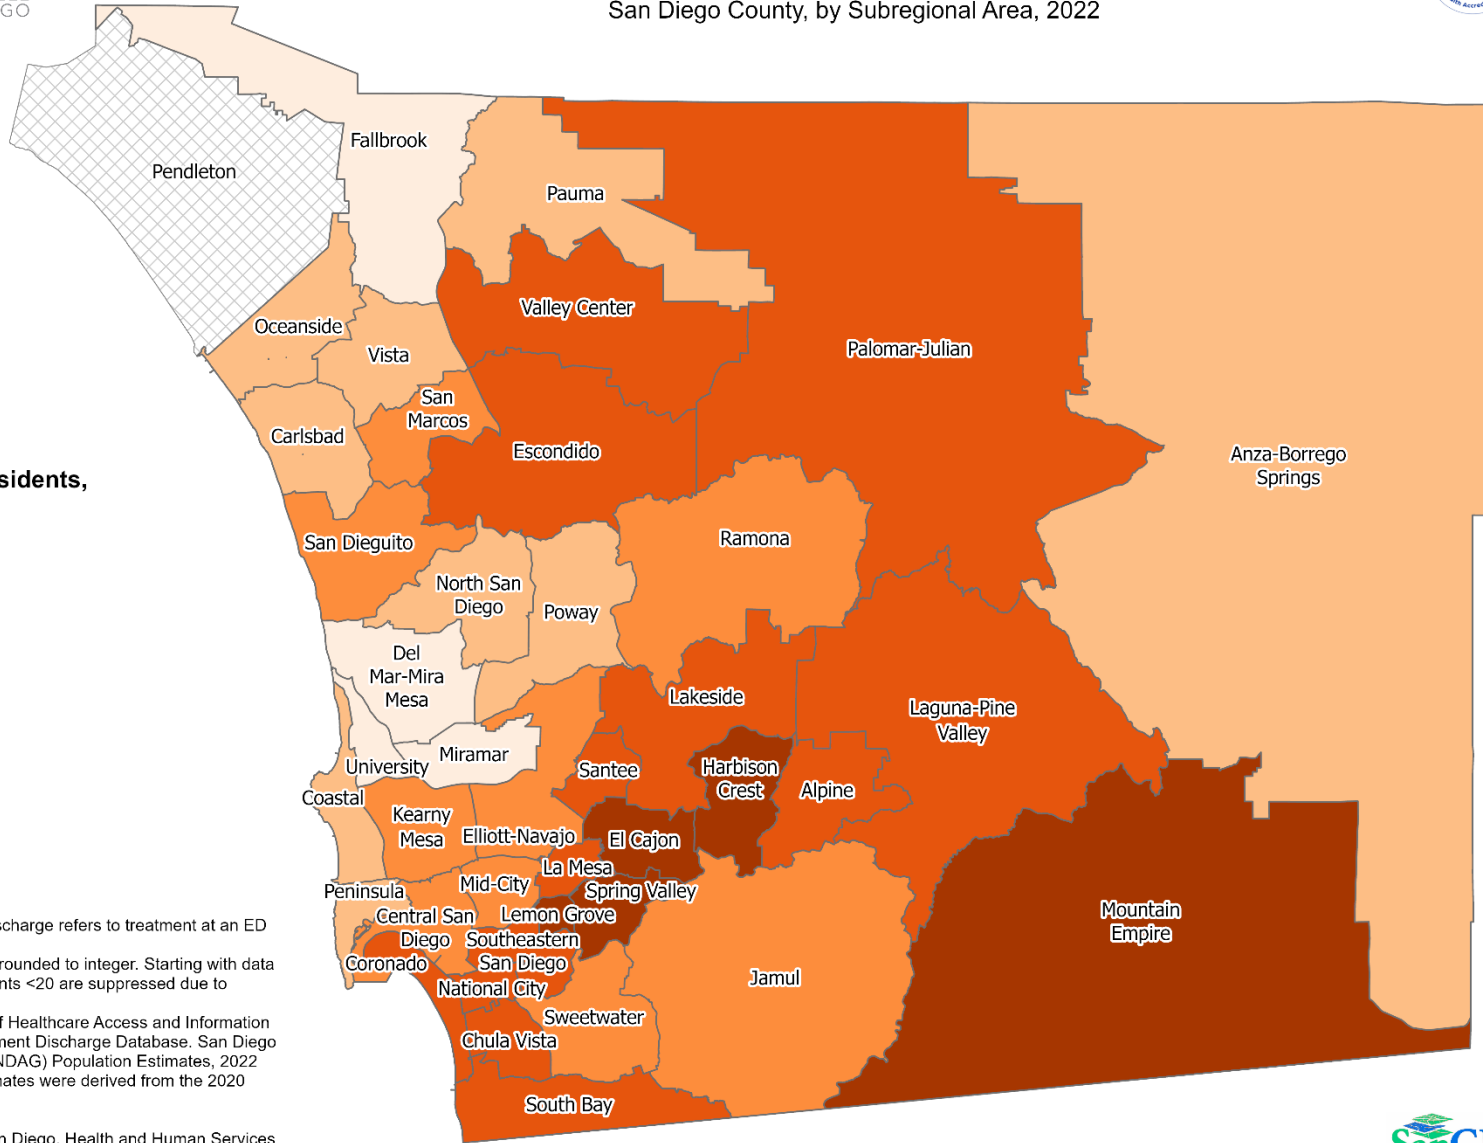 GO
San Diego County, by Subregional Area, 2022
Fallbrook
Pendleton
Pauma
Valley Center
Oceanside
Vista
Palomar-Julian
San
Marcos
Carlsbad
Escondido
Anza-Borrego
Springs
San Dieguito
Ramona
North San
Diego
Poway
Del
Mar-Mira
Mesa
Lakeside
Laguna-Pine
Valley
Miramar
University
Santee
Harbison
Crest
Alpine
Coastal
Kearny
Mesa
Elliott-Navajo
El Cajon
La Mesa
Mid-City
Spring Valley
Peninsula
Lemon Grove
Central San
Diego
Mountain
Empire
Southeastern
San Diego
Coronado
National City
Jamul
Sweetwater
Chula Vista
South Bay
sidents,
scharge refers to treatment at an ED
rounded to integer. Starting with data
nts <20 are suppressed due to
f Healthcare Access and Information
ment Discharge Database. San Diego
NDAG) Population Estimates, 2022
nates were derived from the 2020
n Diego, Health and Human Services